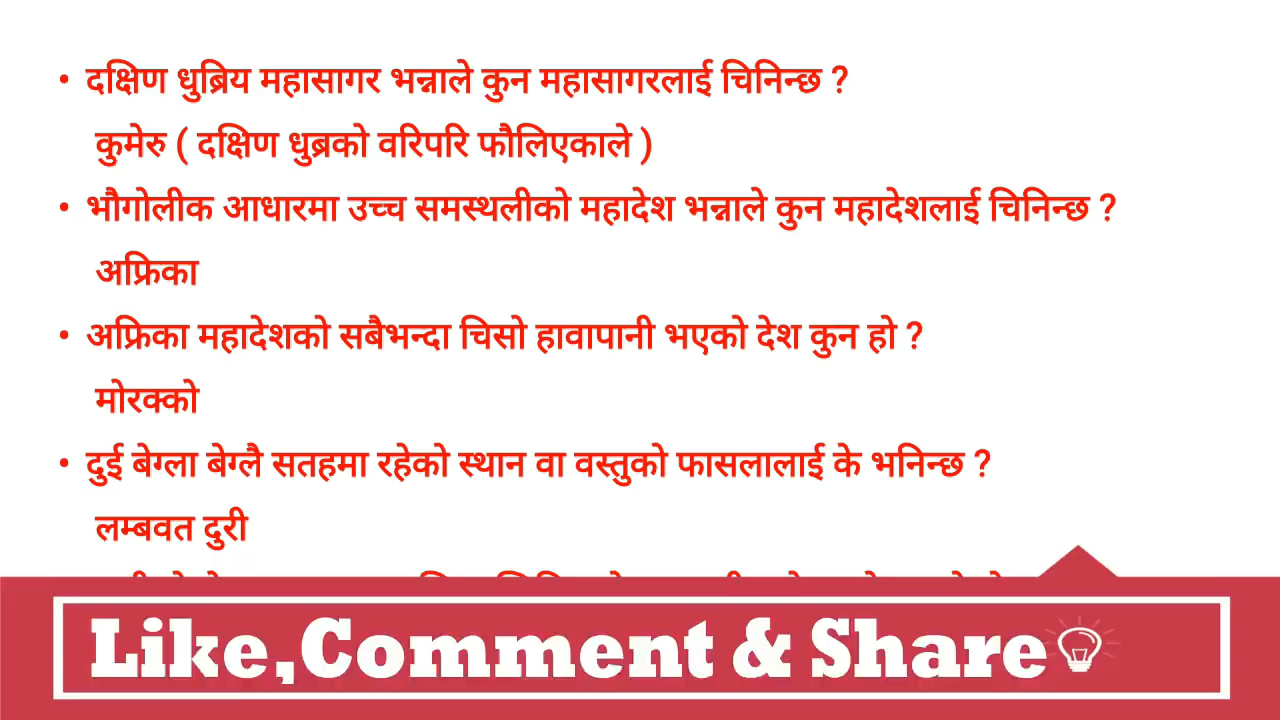 • दक्षिण धुब्रिय महासागर भन्नाले कुन महासागरलाई चिनिन्छ ?
कुमेरु ( दक्षिण धुब्रको वरिपरि फौलिएकाले )
• भौगोलीक आधारमा उच्च समस्थलीको महादेश भन्नाले कुन महादेशलाई चिनिन्छ ?
अफ्रिका
• अफ्रिका महादेशको सबैभन्दा चिसो हावापानी भएको देश कुन हो ?
मोरक्को
• दुई बेग्ला बेग्लै सतहमा रहेको स्थान वा वस्तुको फासलालाई के भनिन्छ ?
लम्बवत दुरी
Like,Comment & Share